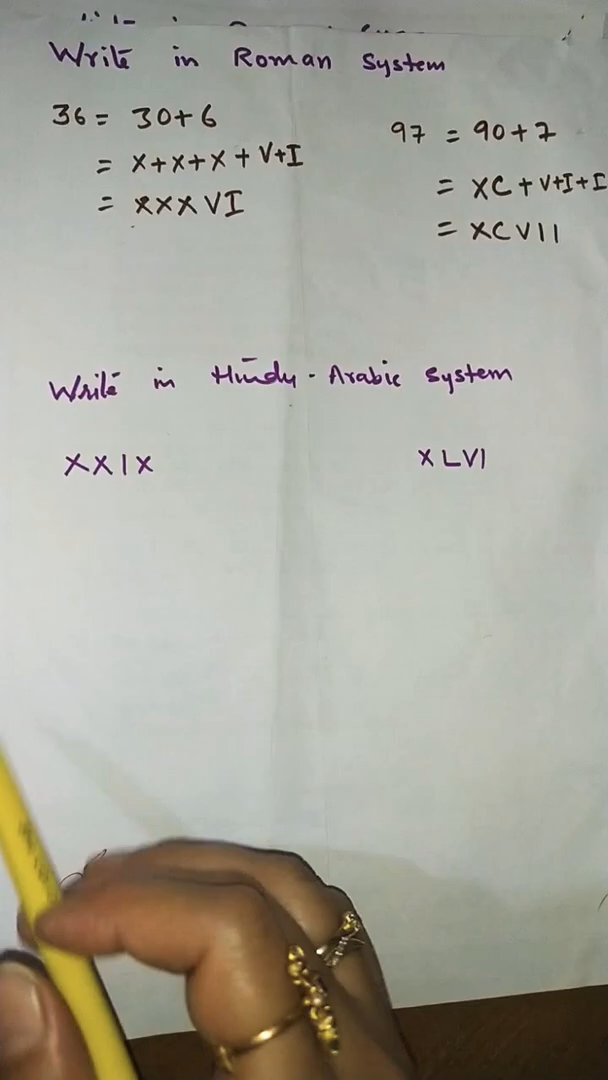 Write in Roman System
36 = 30+6
= X+X+X+V+I
= XXXVI
97 = 90+7
= XC+V+I+I
= XCVII
Write in Hindy-Arabic System
XXIX
XLVI